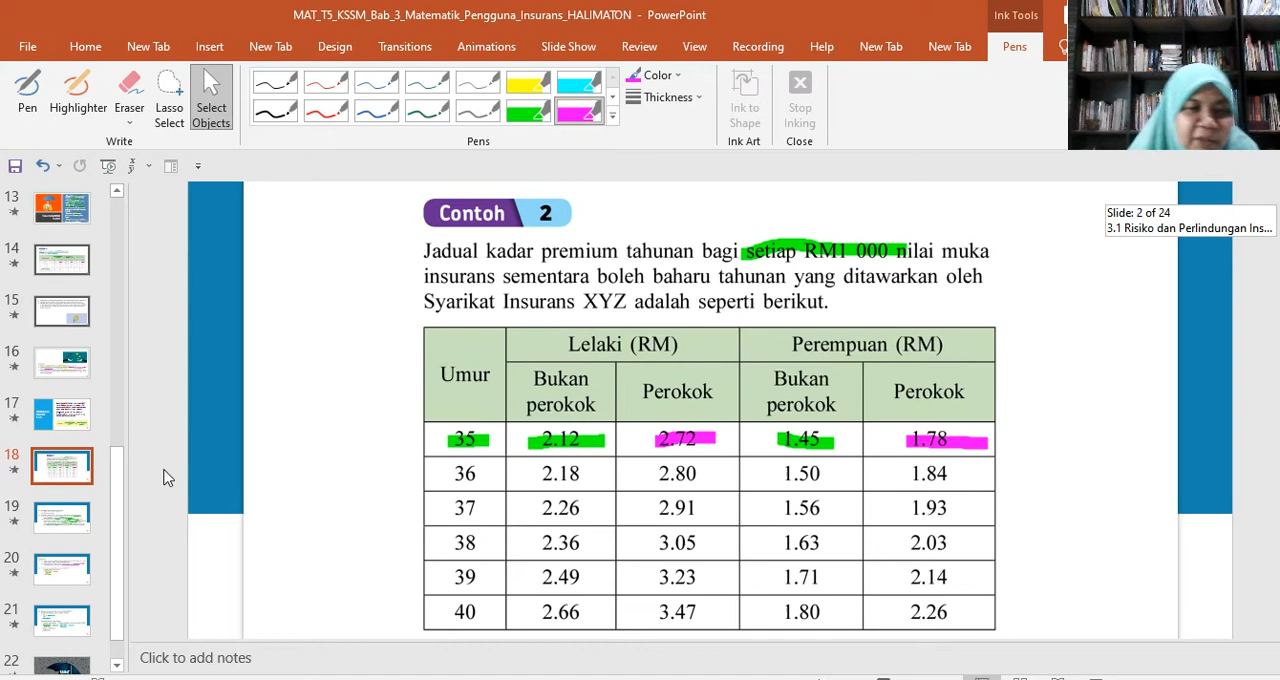 MAT_T5_KSSM_Bab_3_Matematik_Pengguna_Insurans_HALIMATON - PowerPoint
Ink Tools
File Home New Tab Insert New Tab Design Transitions Animations Slide Show Review View Recording Help New Tab New Tab Pens
Pen Highlighter Eraser Lasso Select Select Objects
Color
Thickness
Ink to Shape
Stop Inking
Write Pens Ink Art Close
13
14
15
16
17
18
19
20
21
22
Slide: 2 of 24
3.1 Risiko dan Perlindungan Ins...
Contoh 2
Jadual kadar premium tahunan bagi setiap RM1 000 nilai muka
insurans sementara boleh baharu tahunan yang ditawarkan oleh
Syarikat Insurans XYZ adalah seperti berikut.
Umur Lelaki (RM) Perempuan (RM)
Bukan perokok Perokok Bukan perokok Perokok
35 2.12 2.72 1.45 1.78
36 2.18 2.80 1.50 1.84
37 2.26 2.91 1.56 1.93
38 2.36 3.05 1.63 2.03
39 2.49 3.23 1.71 2.14
40 2.66 3.47 1.80 2.26
Click to add notes